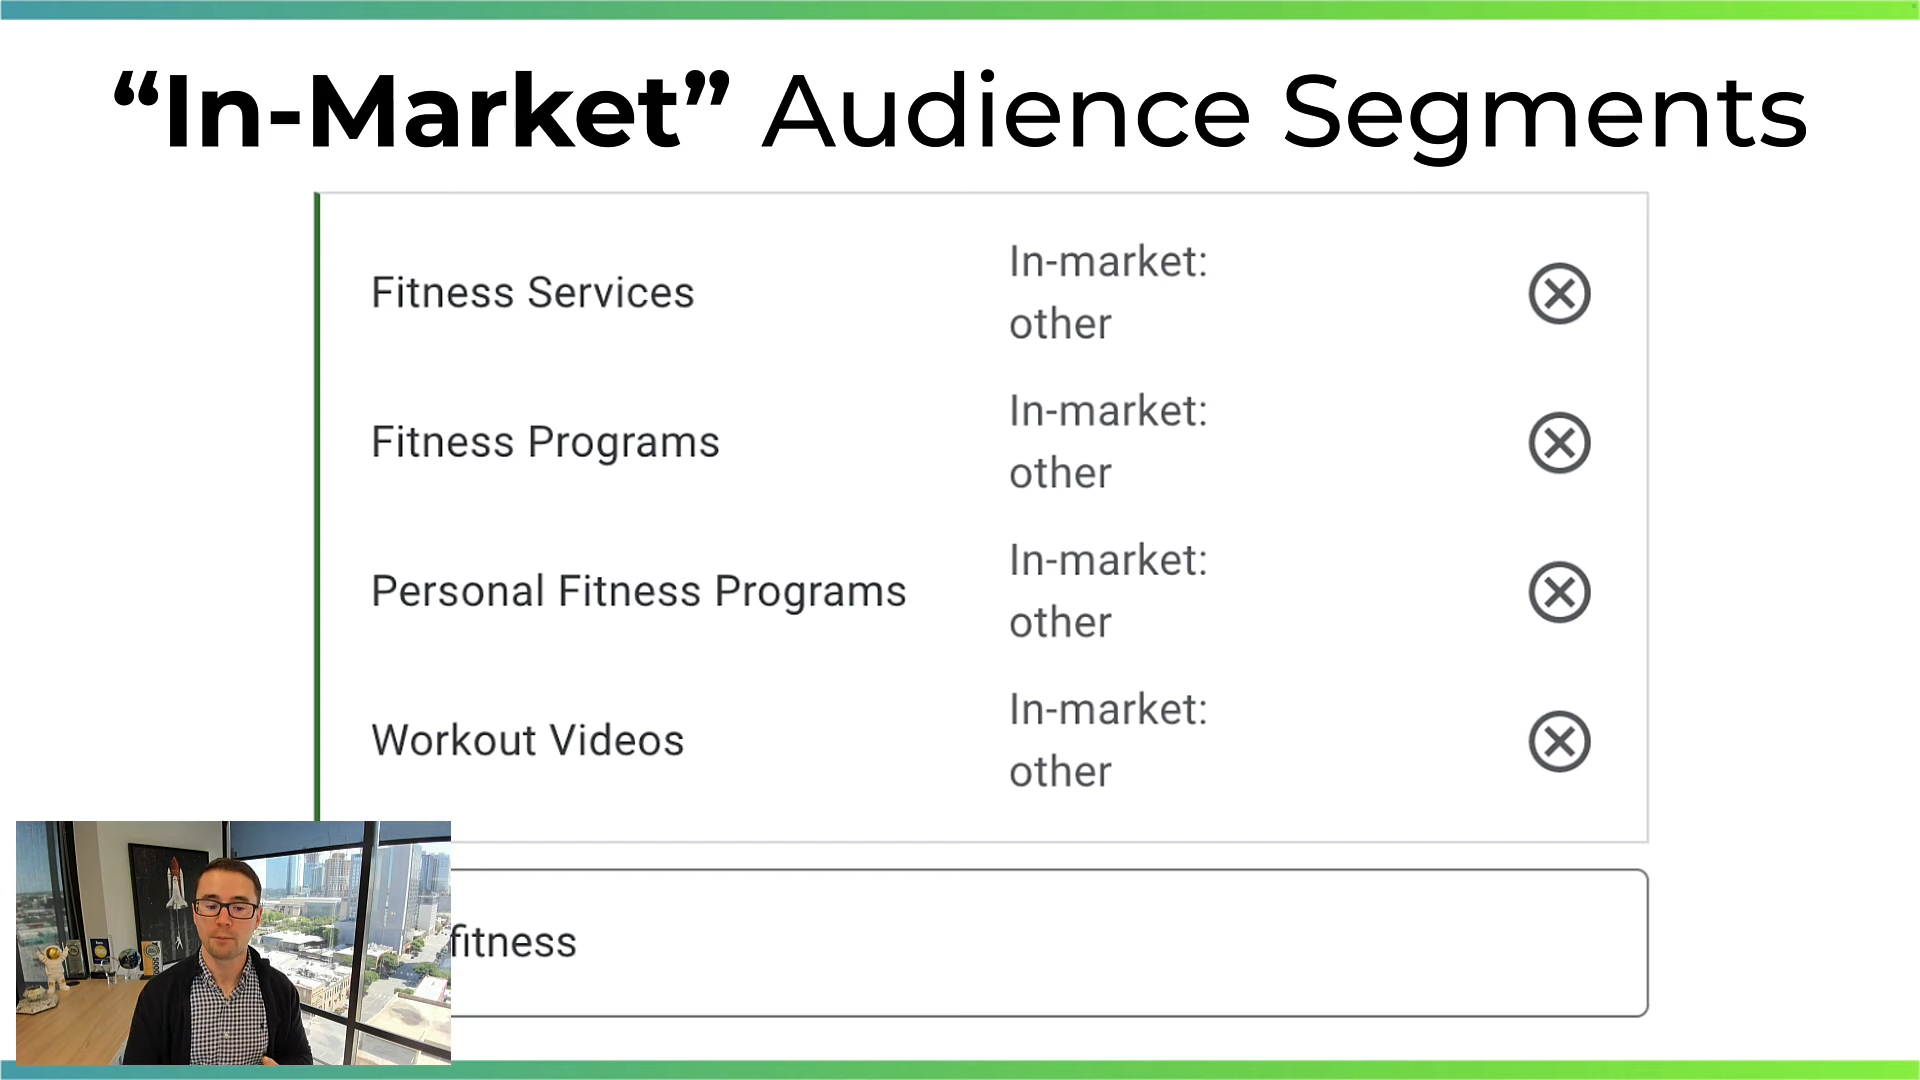 “In-Market” Audience Segments
Fitness Services
In-market:
other
Fitness Programs
In-market:
other
Personal Fitness Programs
In-market:
other
Workout Videos
In-market:
other
fitness